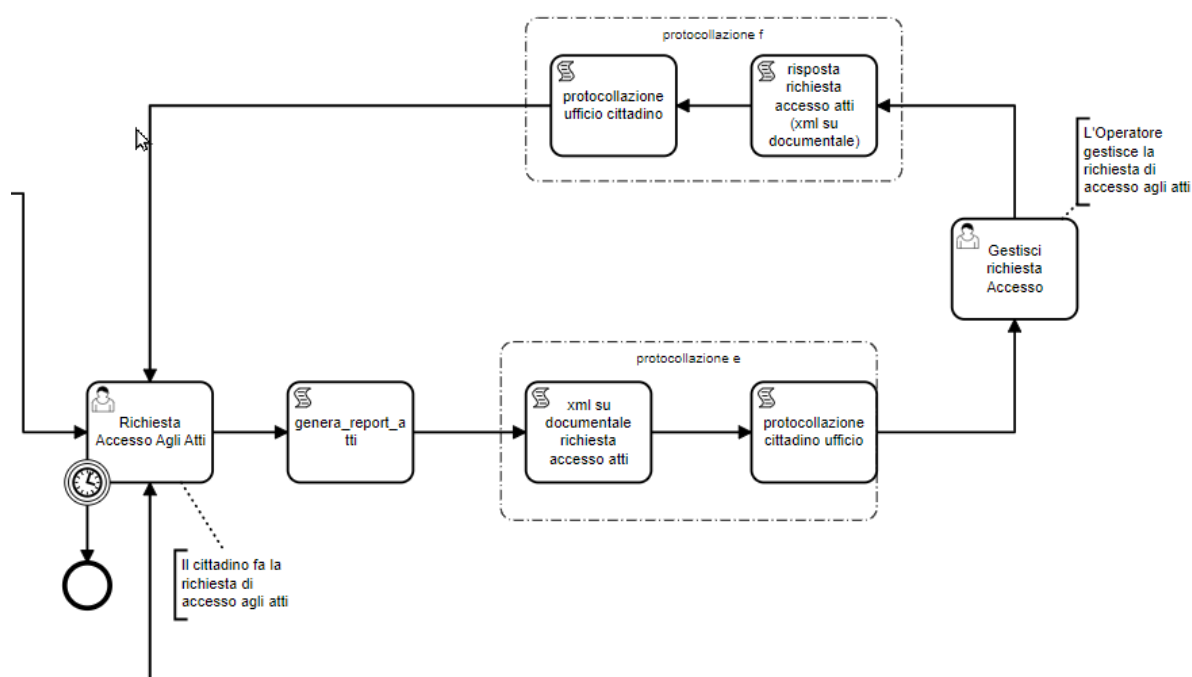 protocollazione f
protocollazione
ufficio cittadino
risposta
richiesta
accesso atti
(xml su
documentale)
L'Operatore
gestisce la
richiesta di
accesso agli atti
Gestisci
richiesta
Accesso
protocollazione e
Richiesta
Accesso Agli Atti
genera_report_a
tti
xml su
documentale
richiesta
accesso atti
protocollazione
cittadino ufficio
Il cittadino fa la
richiesta di
accesso agli atti